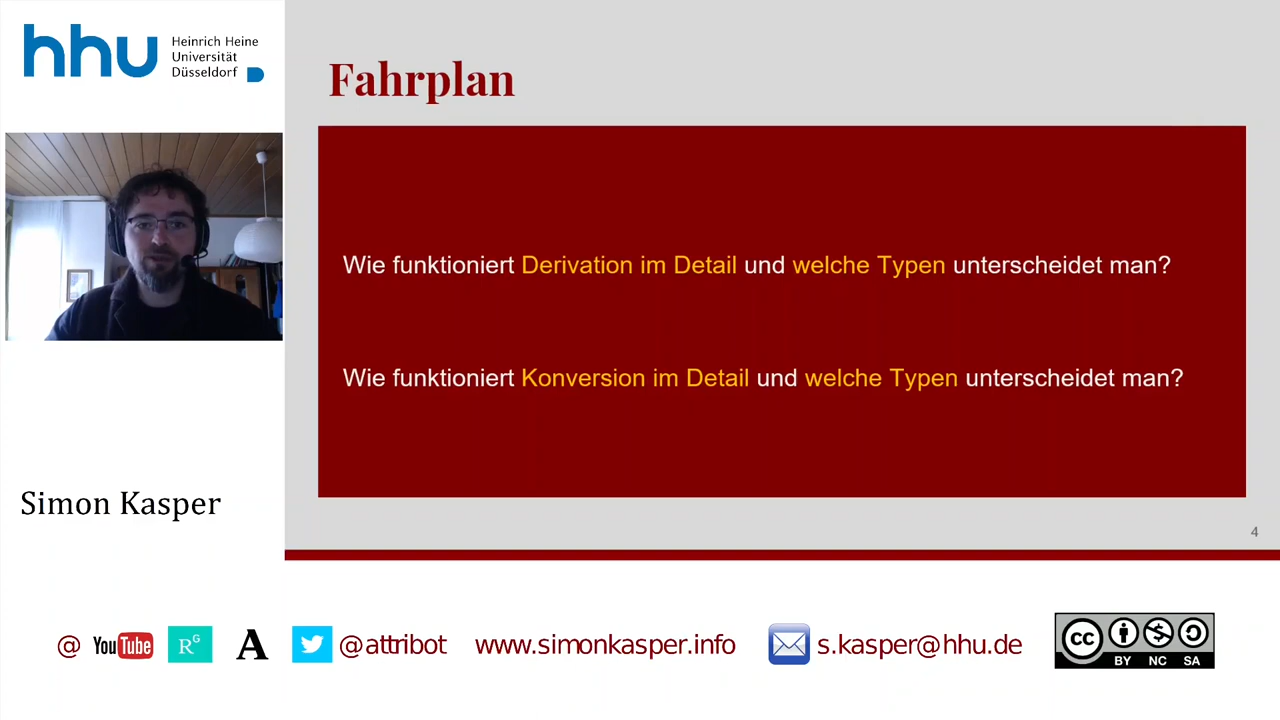 hhu
Heinrich Heine
Universität
Düsseldorf
Fahrplan
Wie funktioniert Derivation im Detail und welche Typen unterscheidet man?
Wie funktioniert Konversion im Detail und welche Typen unterscheidet man?
Simon Kasper
4
@ YouTube RG A @attribot www.simonkasper.info s.kasper@hhu.de
cc BY NC SA